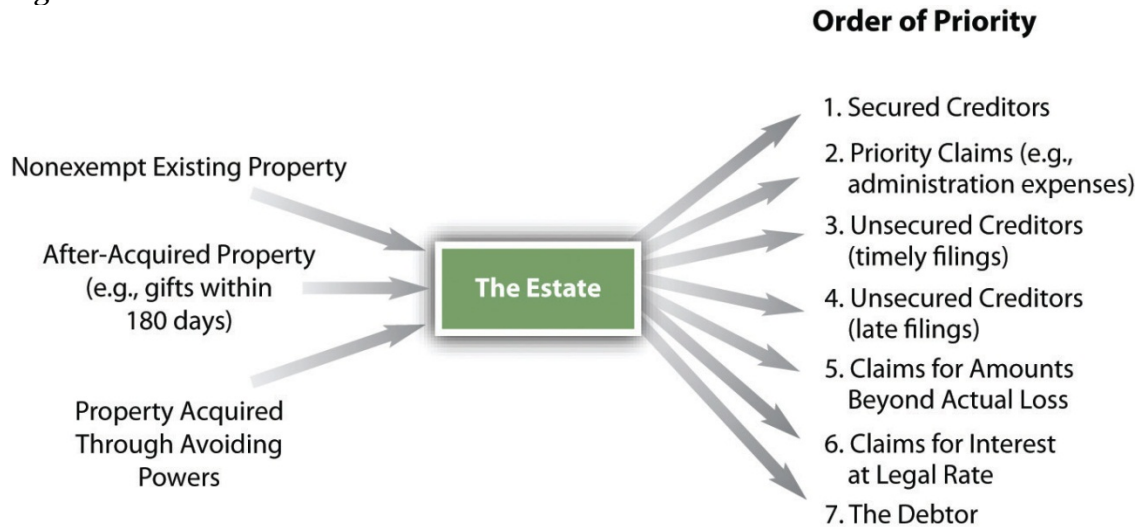 Order of Priority
Nonexempt Existing Property
After-Acquired Property
(e.g., gifts within
180 days)
Property Acquired
Through Avoiding
Powers
The Estate
1. Secured Creditors
2. Priority Claims (e.g.,
administration expenses)
3. Unsecured Creditors
(timely filings)
4. Unsecured Creditors
(late filings)
5. Claims for Amounts
Beyond Actual Loss
6. Claims for Interest
at Legal Rate
7. The Debtor